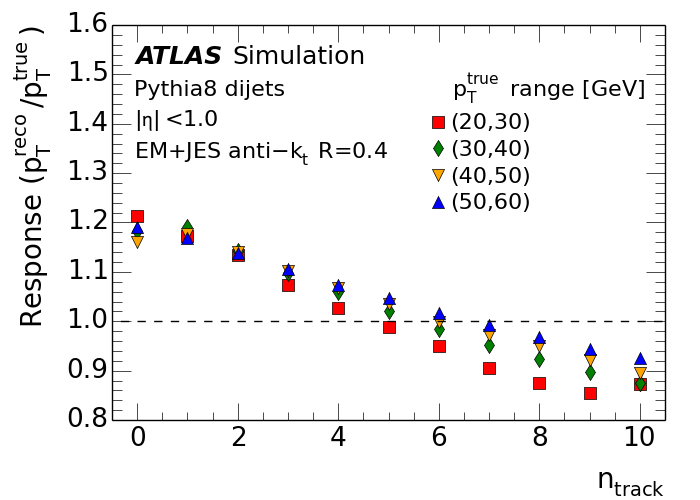 ATLAS Simulation
Pythia8 dijets
|η| <1.0
EM+JES anti−k_t R=0.4
p_T^true range [GeV]
(20,30)
(30,40)
(40,50)
(50,60)
Response (p_T^reco /p_T^true )
1.6
1.5
1.4
1.3
1.2
1.1
1.0
0.9
0.8
0 2 4 6 8 10
n_track